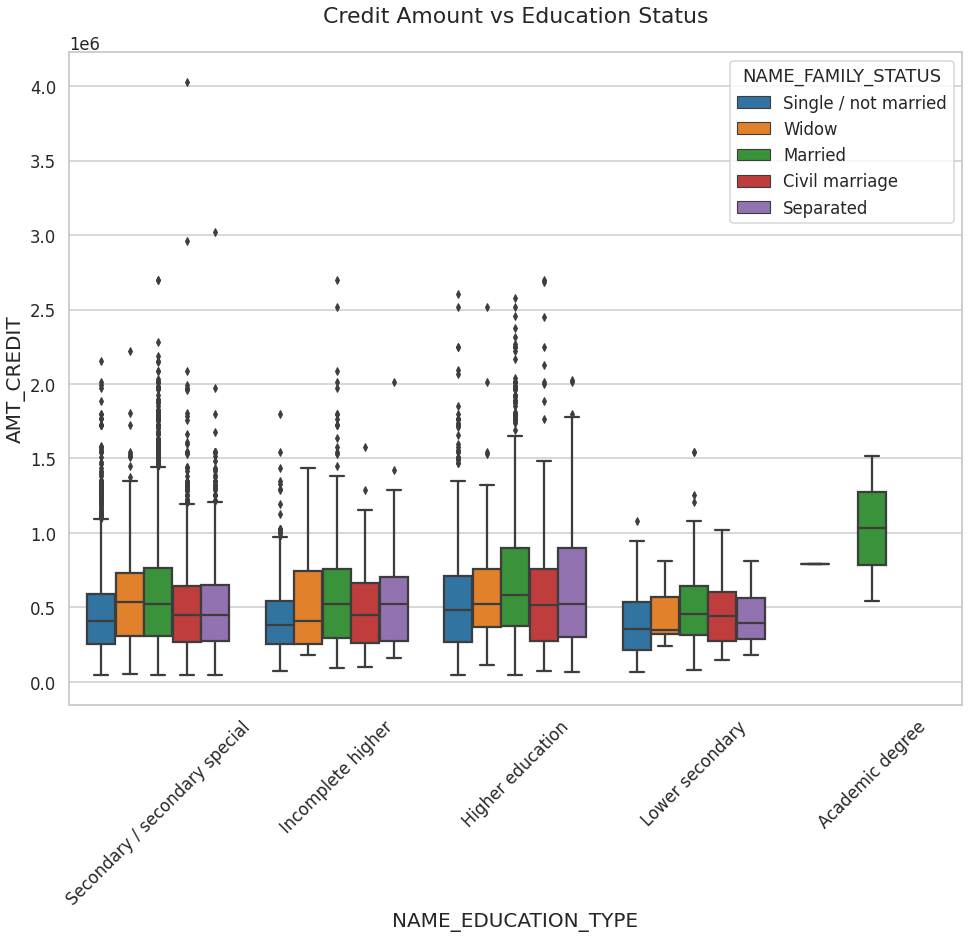 Credit Amount vs Education Status
1e6
NAME_FAMILY_STATUS
Single / not married
Widow
Married
Civil marriage
Separated
AMT_CREDIT
4.0
3.5
3.0
2.5
2.0
1.5
1.0
0.5
0.0
Secondary / secondary special
Incomplete higher
Higher education
Lower secondary
Academic degree
NAME_EDUCATION_TYPE